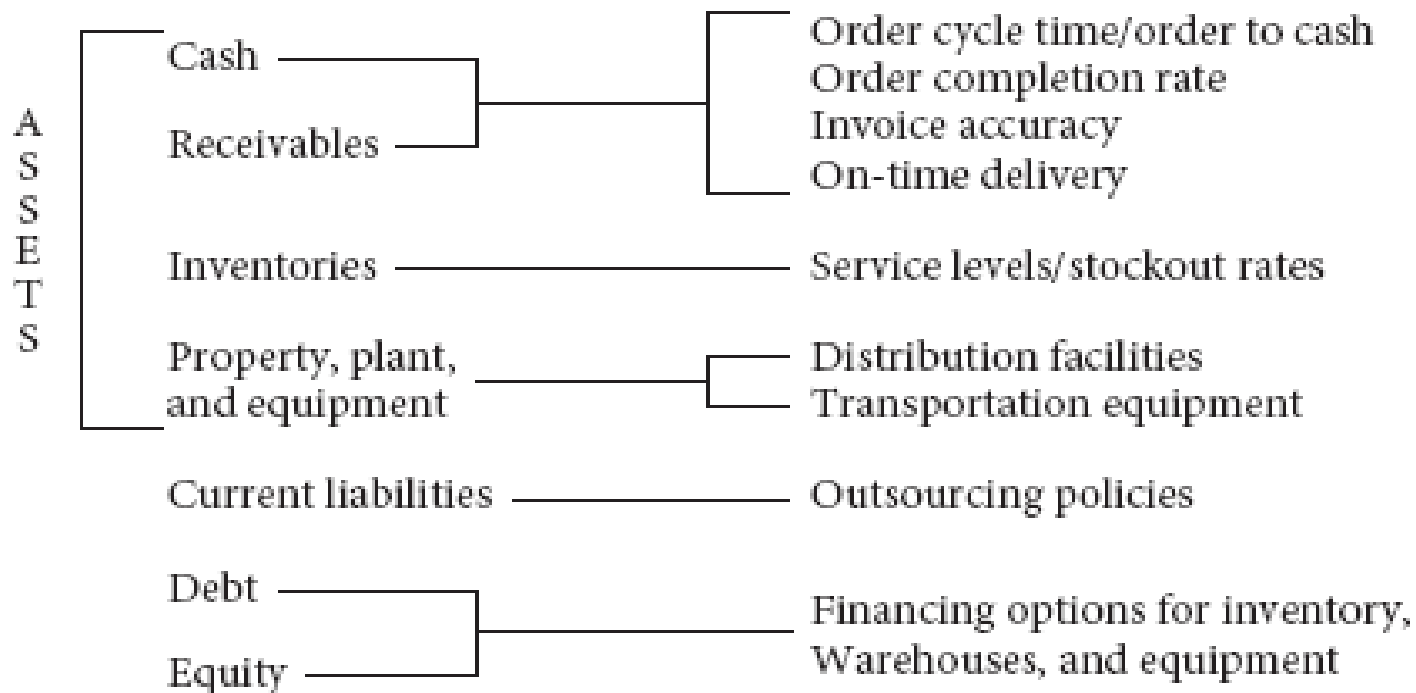 ASSETS
Cash
Receivables
Order cycle time/order to cash
Order completion rate
Invoice accuracy
On-time delivery
Inventories
Service levels/stockout rates
Property, plant,
and equipment
Distribution facilities
Transportation equipment
Current liabilities
Outsourcing policies
Debt
Equity
Financing options for inventory,
Warehouses, and equipment